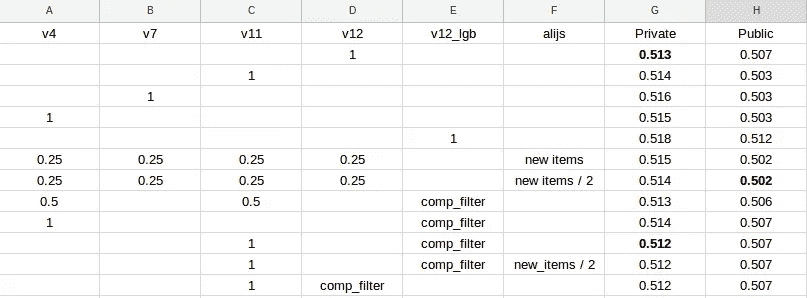 A B C D E F G H
v4 v7 v11 v12 v12_lgb alijs Private Public
1 0.513 0.507
1 0.514 0.503
1 0.516 0.503
1 0.515 0.503
1 0.518 0.512
0.25 0.25 0.25 0.25 new items 0.515 0.502
0.25 0.25 0.25 0.25 new items / 2 0.514 0.502
0.5 0.5 comp_filter 0.513 0.506
1 comp_filter 0.514 0.507
1 comp_filter 0.512 0.507
1 comp_filter new_items / 2 0.512 0.507
1 comp_filter 0.512 0.507